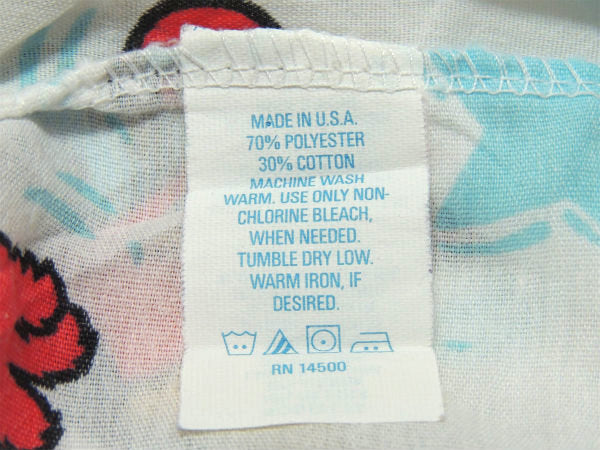 MADE IN U.S.A.
70% POLYESTER
30% COTTON
MACHINE WASH
WARM. USE ONLY NON-
CHLORINE BLEACH,
WHEN NEEDED.
TUMBLE DRY LOW.
WARM IRON, IF
DESIRED.
RN 14500